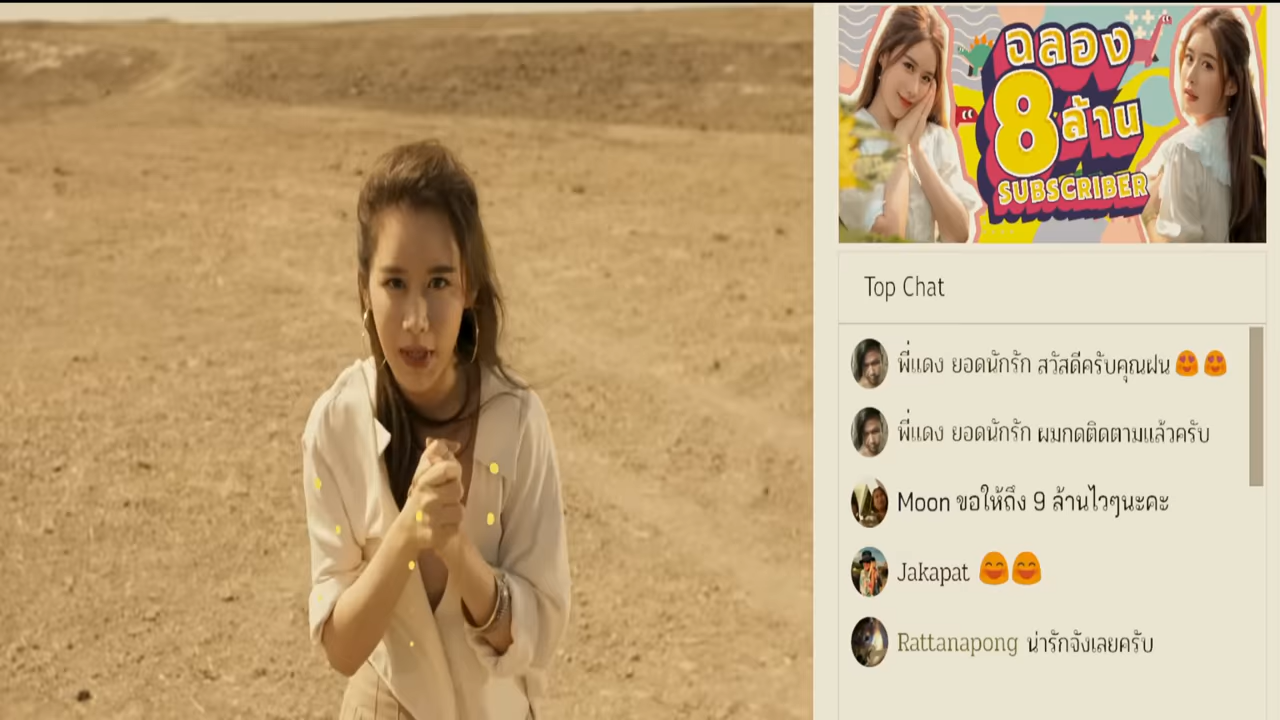 ฉลอง
8 ล้าน
SUBSCRIBER
Top Chat
พี่แดง ยอดนักรัก สวัสดีครับคุณฝน
พี่แดง ยอดนักรัก ผมกดติดตามแล้วครับ
Moon ขอให้ถึง 9 ล้านไวๆนะคะ
Jakapat
Rattanapong น่ารักจังเลยครับ